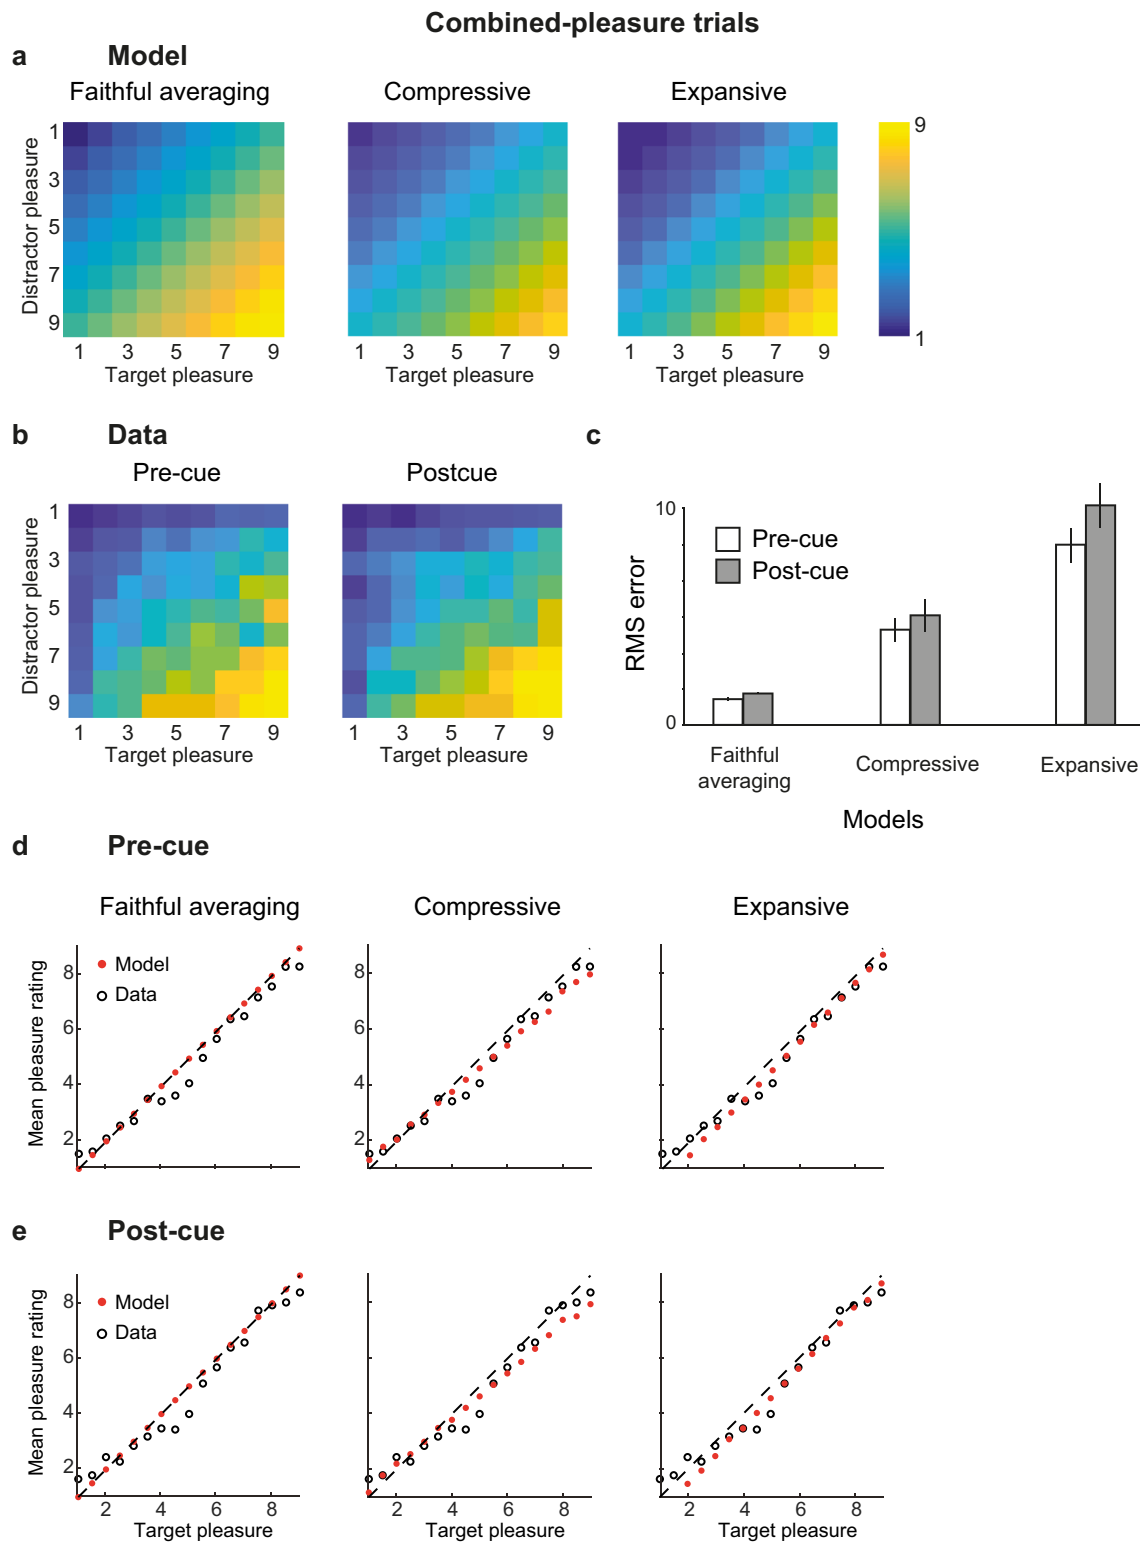 Combined-pleasure trials
a Model
Faithful averaging Compressive Expansive
Distractor pleasure
1
3
5
7
9
1 3 5 7 9
Target pleasure
1 3 5 7 9
Target pleasure
1 3 5 7 9
Target pleasure
9
1
b Data
Pre-cue Postcue
Distractor pleasure
1
3
5
7
9
1 3 5 7 9
Target pleasure
1 3 5 7 9
Target pleasure
c
RMS error
10
0
Pre-cue
Post-cue
Faithful
averaging
Compressive
Expansive
Models
d Pre-cue
Faithful averaging Compressive Expansive
Mean pleasure rating
8
6
4
2
Model
Data
8
6
4
2
8
6
4
2
e Post-cue
Mean pleasure rating
8
6
4
2
Model
Data
2 4 6 8
Target pleasure
2 4 6 8
Target pleasure
2 4 6 8
Target pleasure